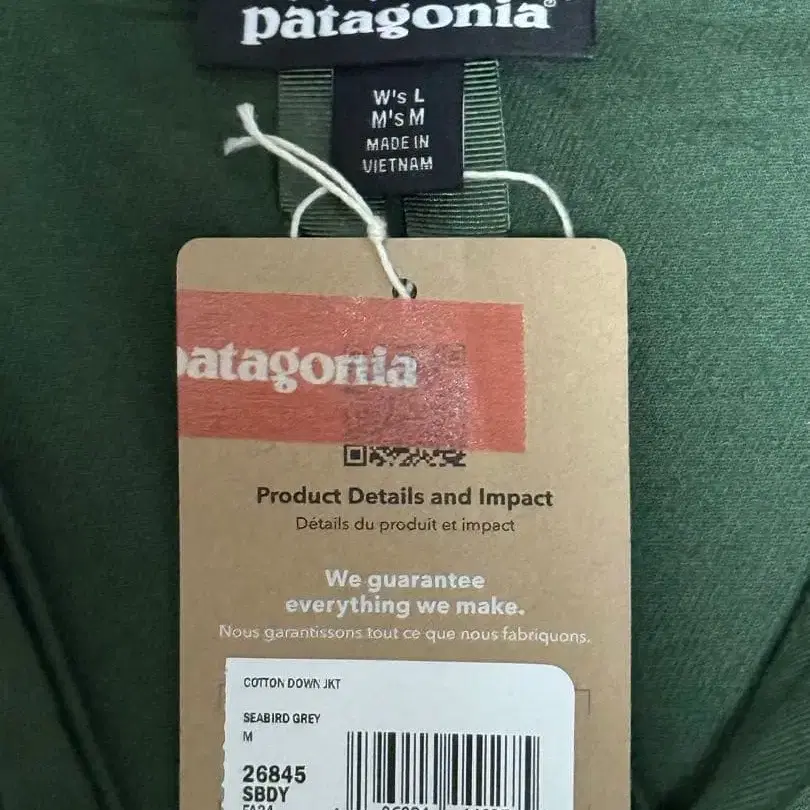 patagonia®
W's L
M's M
MADE IN
VIETNAM
patagonia
Product Details and Impact
Détails du produit et impact
We guarantee
everything we make.
Nous garantissons tout ce que nous fabriquons.
COTTON DOWN JKT
SEABIRD GREY
M
26845
SBDY
FA24